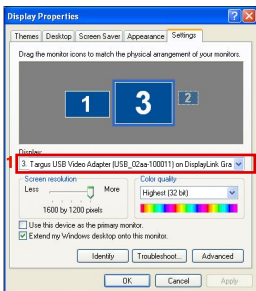 Display Properties
Themes Desktop Screen Saver Appearance Settings
Drag the monitor icons to match the physical arrangement of your monitors.
1 3 2
Display:
1
3. Targus USB Video Adapter (USB_02aa-100011) on DisplayLink Gra
Screen resolution
Less More
1600 by 1200 pixels
Color quality
Highest (32 bit)
Use this device as the primary monitor.
Extend my Windows desktop onto this monitor.
Identify Troubleshoot... Advanced
OK Cancel Apply